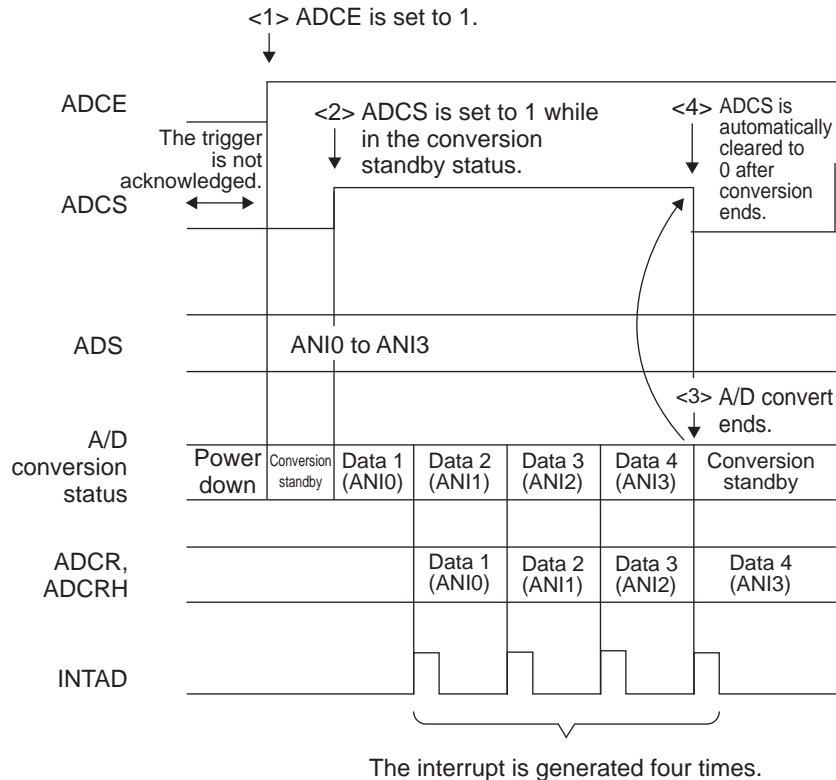 <1> ADCE is set to 1.
ADCE
The trigger
is not
acknowledged.
<2> ADCS is set to 1 while
in the conversion
standby status.
<4> ADCS is
automatically
cleared to
0 after
conversion
ends.
ADCS
ADS
ANI0 to ANI3
<3> A/D convert
ends.
A/D
conversion
status
Power
down
Conversion
standby
Data 1
(ANI0)
Data 2
(ANI1)
Data 3
(ANI2)
Data 4
(ANI3)
Conversion
standby
ADCR,
ADCRH
Data 1
(ANI0)
Data 2
(ANI1)
Data 3
(ANI2)
Data 4
(ANI3)
INTAD
The interrupt is generated four times.